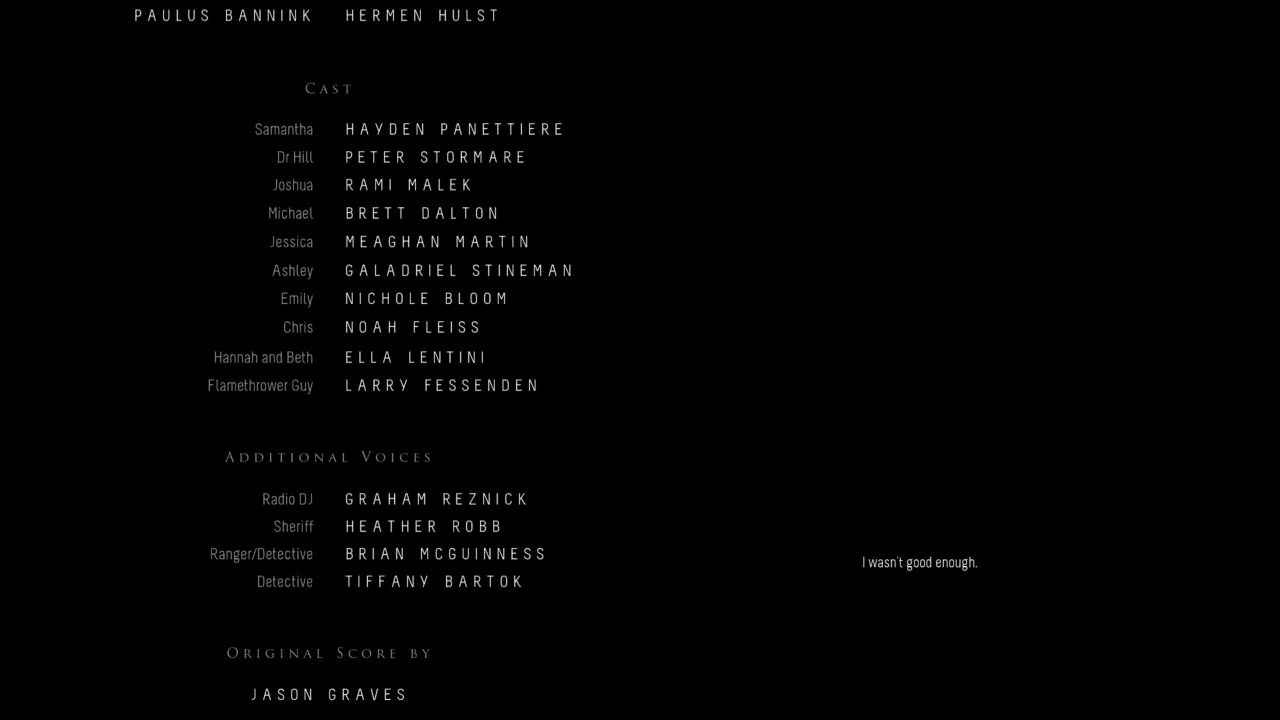 PAULUS BANNINK HERMEN HULST
CAST
Samantha HAYDEN PANETTIERE
Dr Hill PETER STORMARE
Joshua RAMI MALEK
Michael BRETT DALTON
Jessica MEAGHAN MARTIN
Ashley GALADRIEL STINEMAN
Emily NICHOLE BLOOM
Chris NOAH FLEISS
Hannah and Beth ELLA LENTINI
Flamethrower Guy LARRY FESSENDEN
ADDITIONAL VOICES
Radio DJ GRAHAM REZNICK
Sheriff HEATHER ROBB
Ranger/Detective BRIAN MCGUINNESS
Detective TIFFANY BARTOK
I wasn't good enough.
ORIGINAL SCORE BY
JASON GRAVES